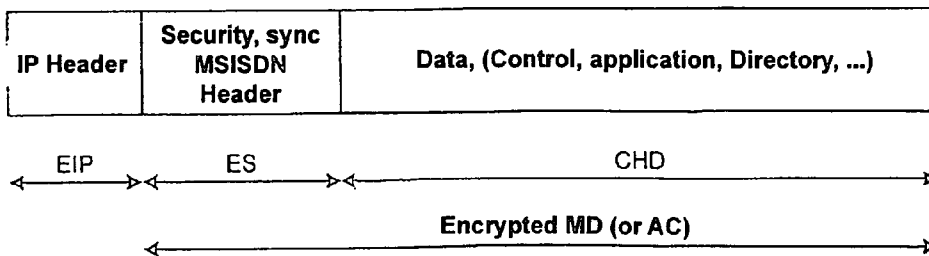 IP Header
Security, sync
MSISDN
Header
Data, (Control, application, Directory, ...)
EIP
ES
CHD
Encrypted MD (or AC)